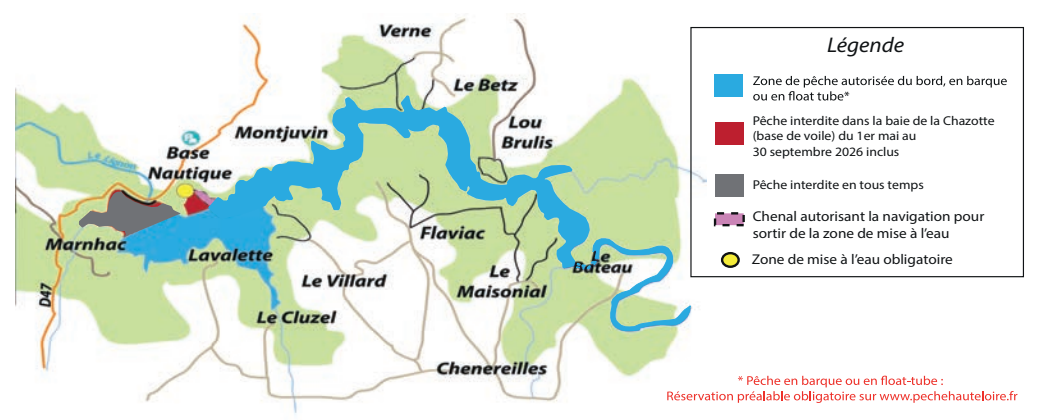 Verne
Le Betz
Lou
Brulis
Montjuvin
Base
Nautique
Le Lignon
Marnhac
D47
Lavalette
Flaviac
Le Villard
Le
Maisonial
Le
Bateau
Le Cluzel
Chenereilles
Légende
Zone de pêche autorisée du bord, en barque
ou en float tube*
Pêche interdite dans la baie de la Chazotte
(base de voile) du 1er mai au
30 septembre 2026 inclus
Pêche interdite en tous temps
Chenal autorisant la navigation pour
sortir de la zone de mise à l'eau
Zone de mise à l'eau obligatoire
* Pêche en barque ou en float-tube :
Réservation préalable obligatoire sur www.pechehauteloire.fr